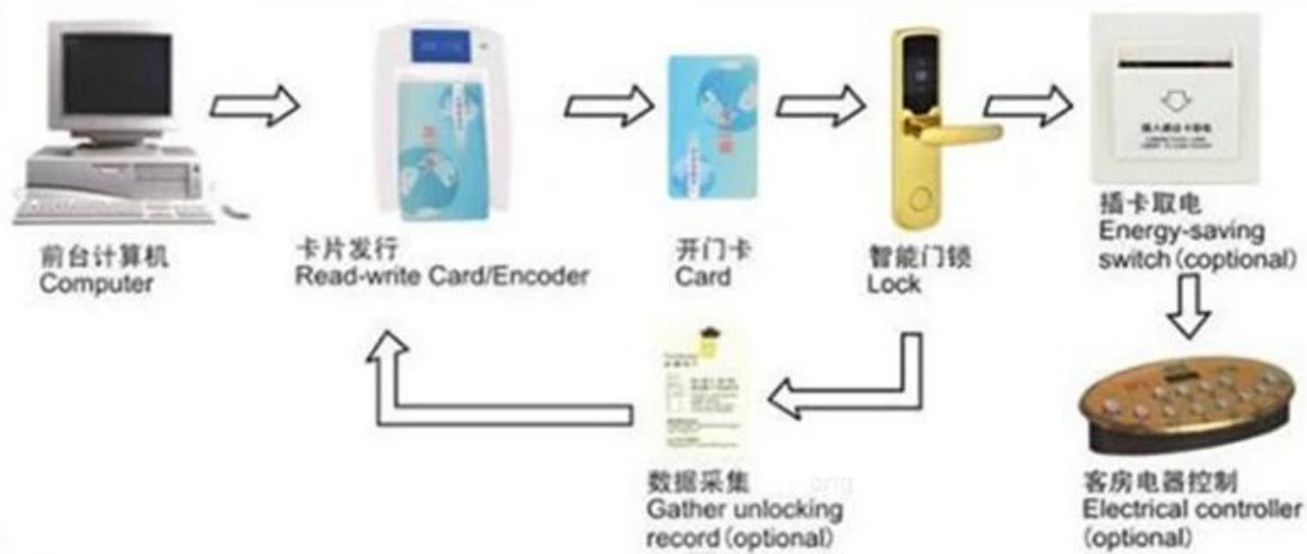 前台计算机
Computer
卡片发行
Read-write Card/Encoder
开门卡
Card
智能门锁
Lock
插卡取电
Energy-saving
switch(coptional)
数据采集
Gather unlocking
record(optional)
客房电器控制
Electrical controller
(optional)